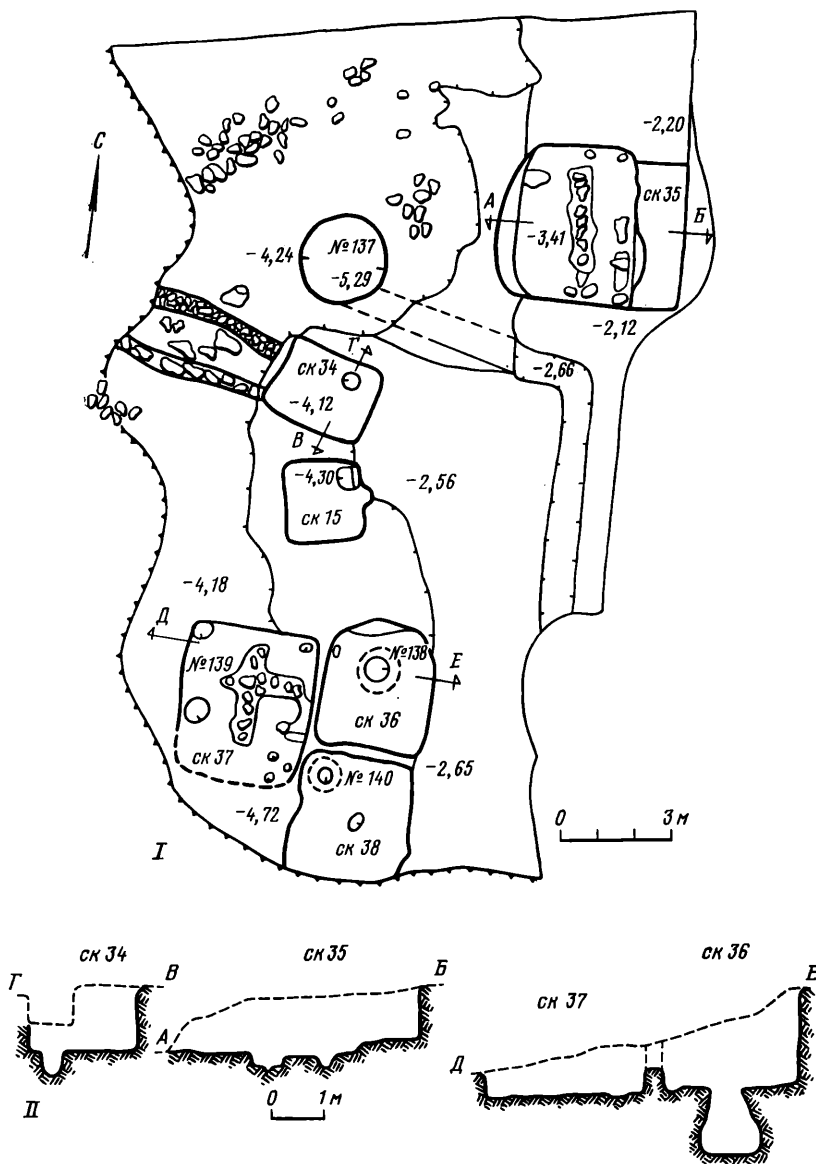 С
-2,20
А
ск 35
Б
-4,24
№ 137
-3,41
-5,29
-2,12
Г
ск 34
-2,66
-4,12
В
-4,30
-2,56
ск 15
-4,18
Д
№ 139
№ 138
Е
ск 36
ск 37
-2,65
№ 140
-4,72
0 3 м
I
ск 38
ск 34
ск 35
ск 36
Г
В
Б
Е
ск 37
А
Д
II
0 1 м